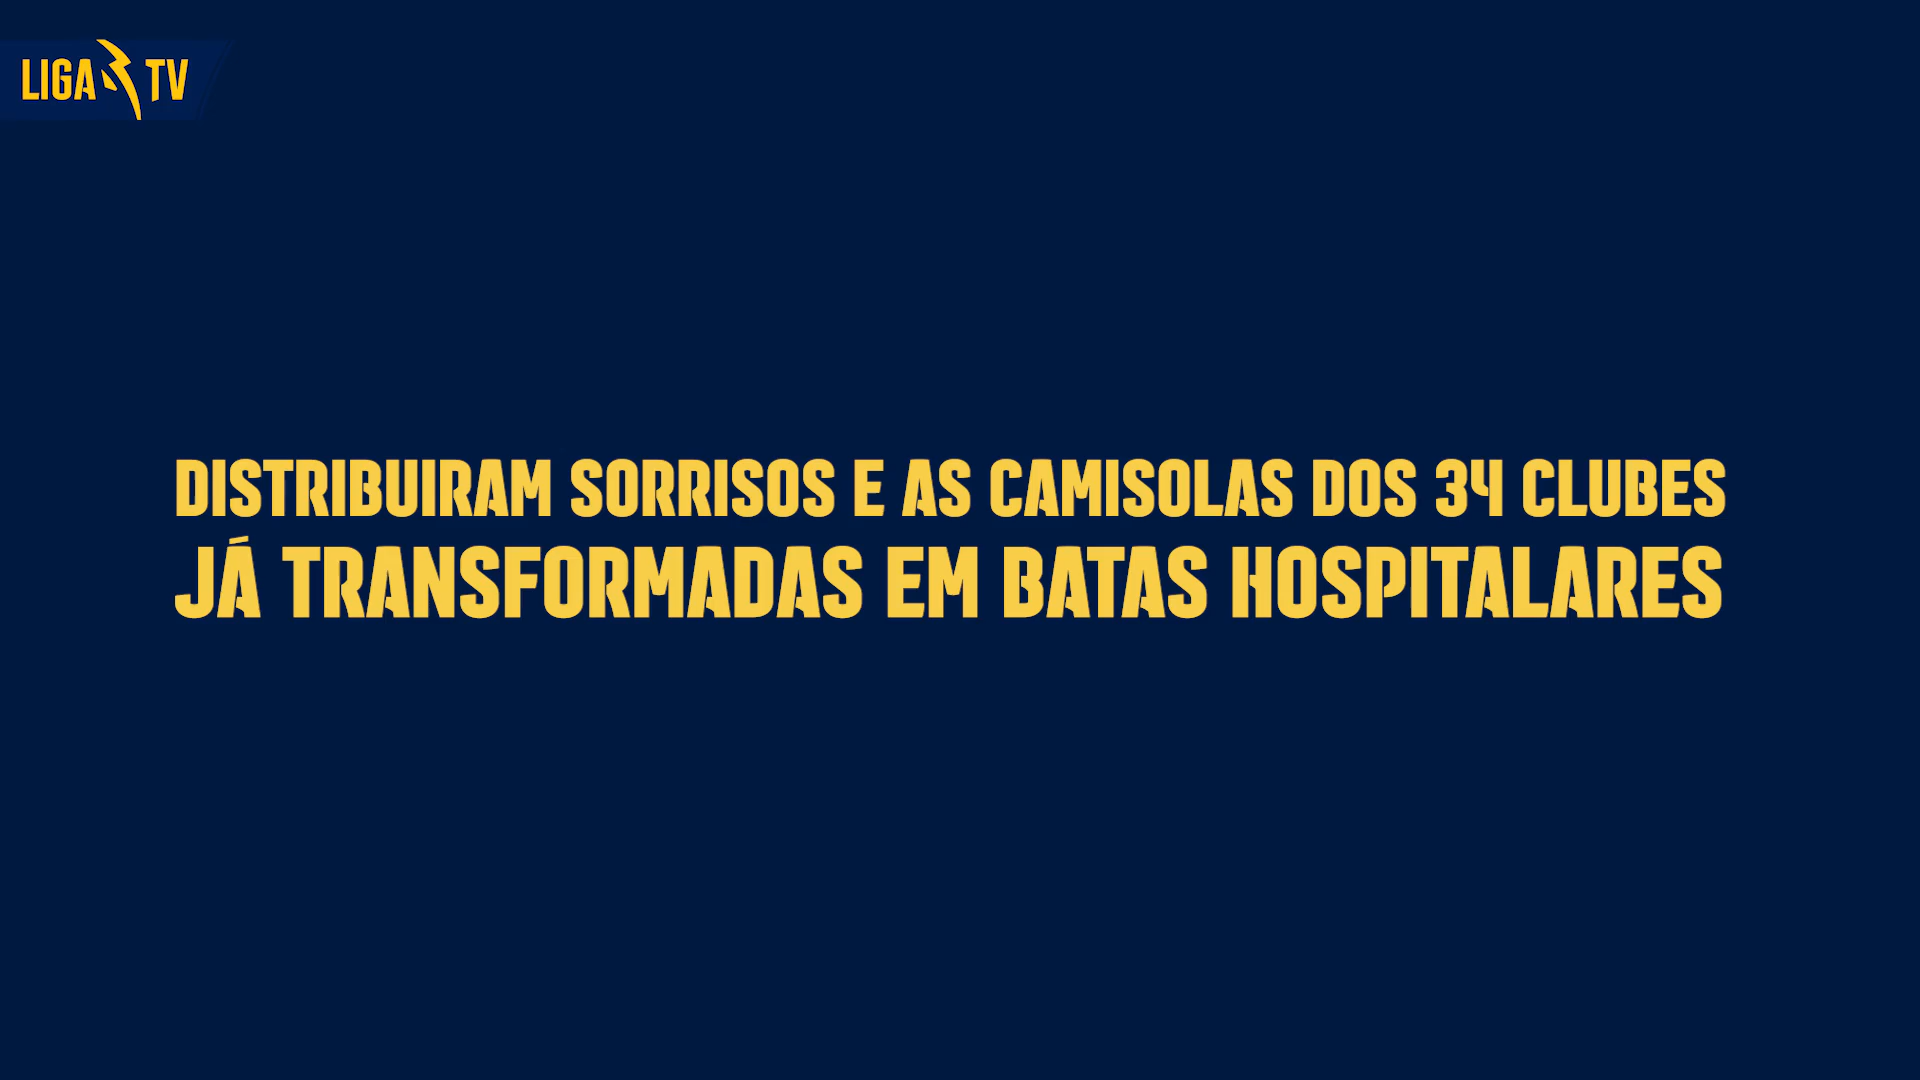 LIGA TV
DISTRIBUIRAM SORRISOS E AS CAMISOLAS DOS 34 CLUBES
JÁ TRANSFORMADAS EM BATAS HOSPITALARES